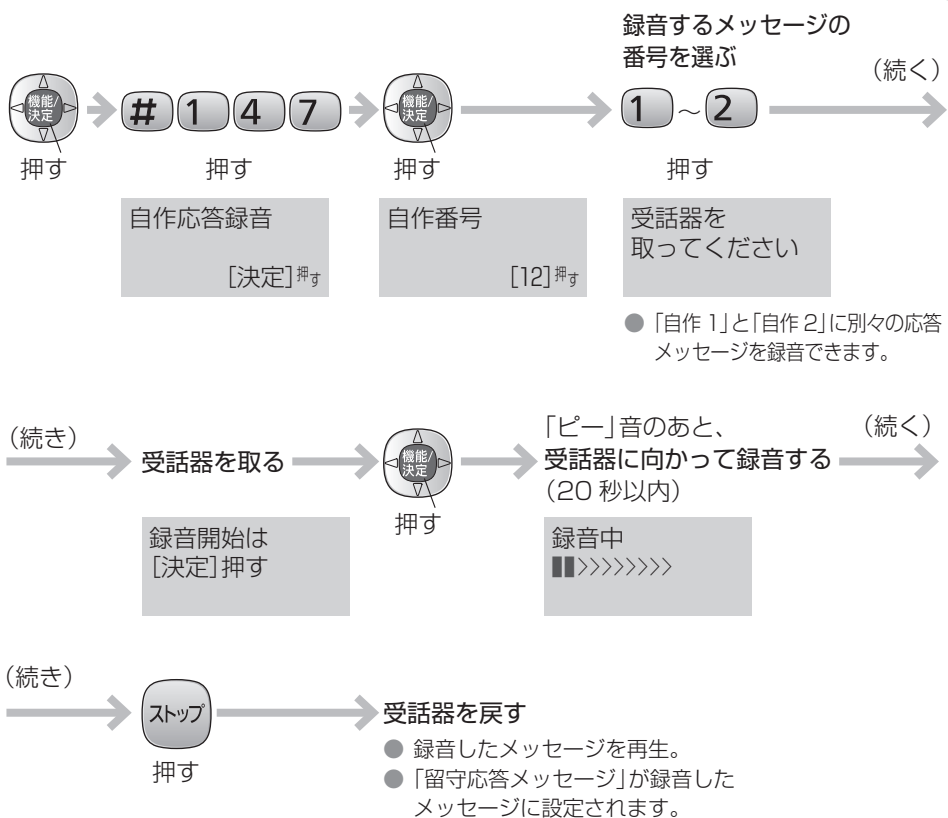 録音するメッセージの
番号を選ぶ
（続く）
機能/
決定
# 1 4 7
機能/
決定
1 ～ 2
押す
押す
押す
押す
自作応答録音
[決定]押す
自作番号
[12]押す
受話器を
取ってください
●「自作 1」と「自作 2」に別々の応答
メッセージを録音できます。
（続き）
受話器を取る
機能/
決定
押す
「ピー」音のあと、
受話器に向かって録音する
（20 秒以内）
（続く）
録音開始は
[決定]押す
録音中
▮▮>>>>>>>>
（続き）
ストップ
押す
受話器を戻す
● 録音したメッセージを再生。
●「留守応答メッセージ」が録音した
メッセージに設定されます。